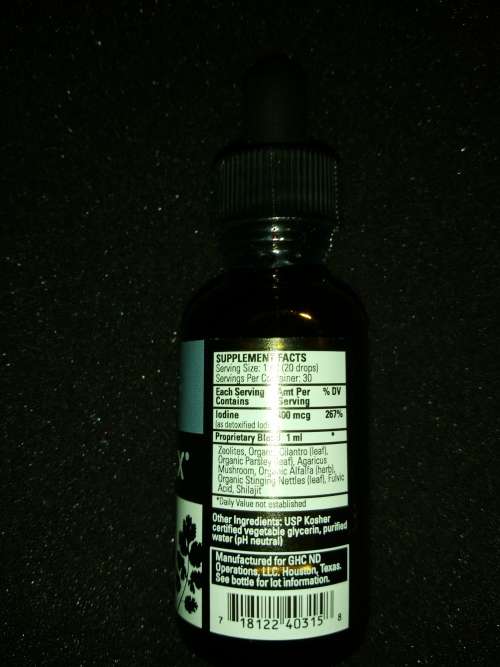 SUPPLEMENT FACTS
Serving Size: 1 (20 drops)
Servings Per Container: 30
Each Serving Amt Per % DV
Contains Serving
Iodine 400 mcg 267%
(as detoxified
Proprietary Blend 1 ml *
Zeolites, Organic Cilantro (leaf),
Organic Parsley (leaf), Agaricus
Mushroom, Organic Alfalfa (herb),
Organic Stinging Nettles (leaf), Fulvic
Acid, Shilajit
*Daily Value not established
Other Ingredients: USP Kosher
certified vegetable glycerin, purified
water (pH neutral)
Manufactured for GHC ND
Operations, LLC. Houston, Texas.
See bottle for lot information.
7 18122 40315 8
x®